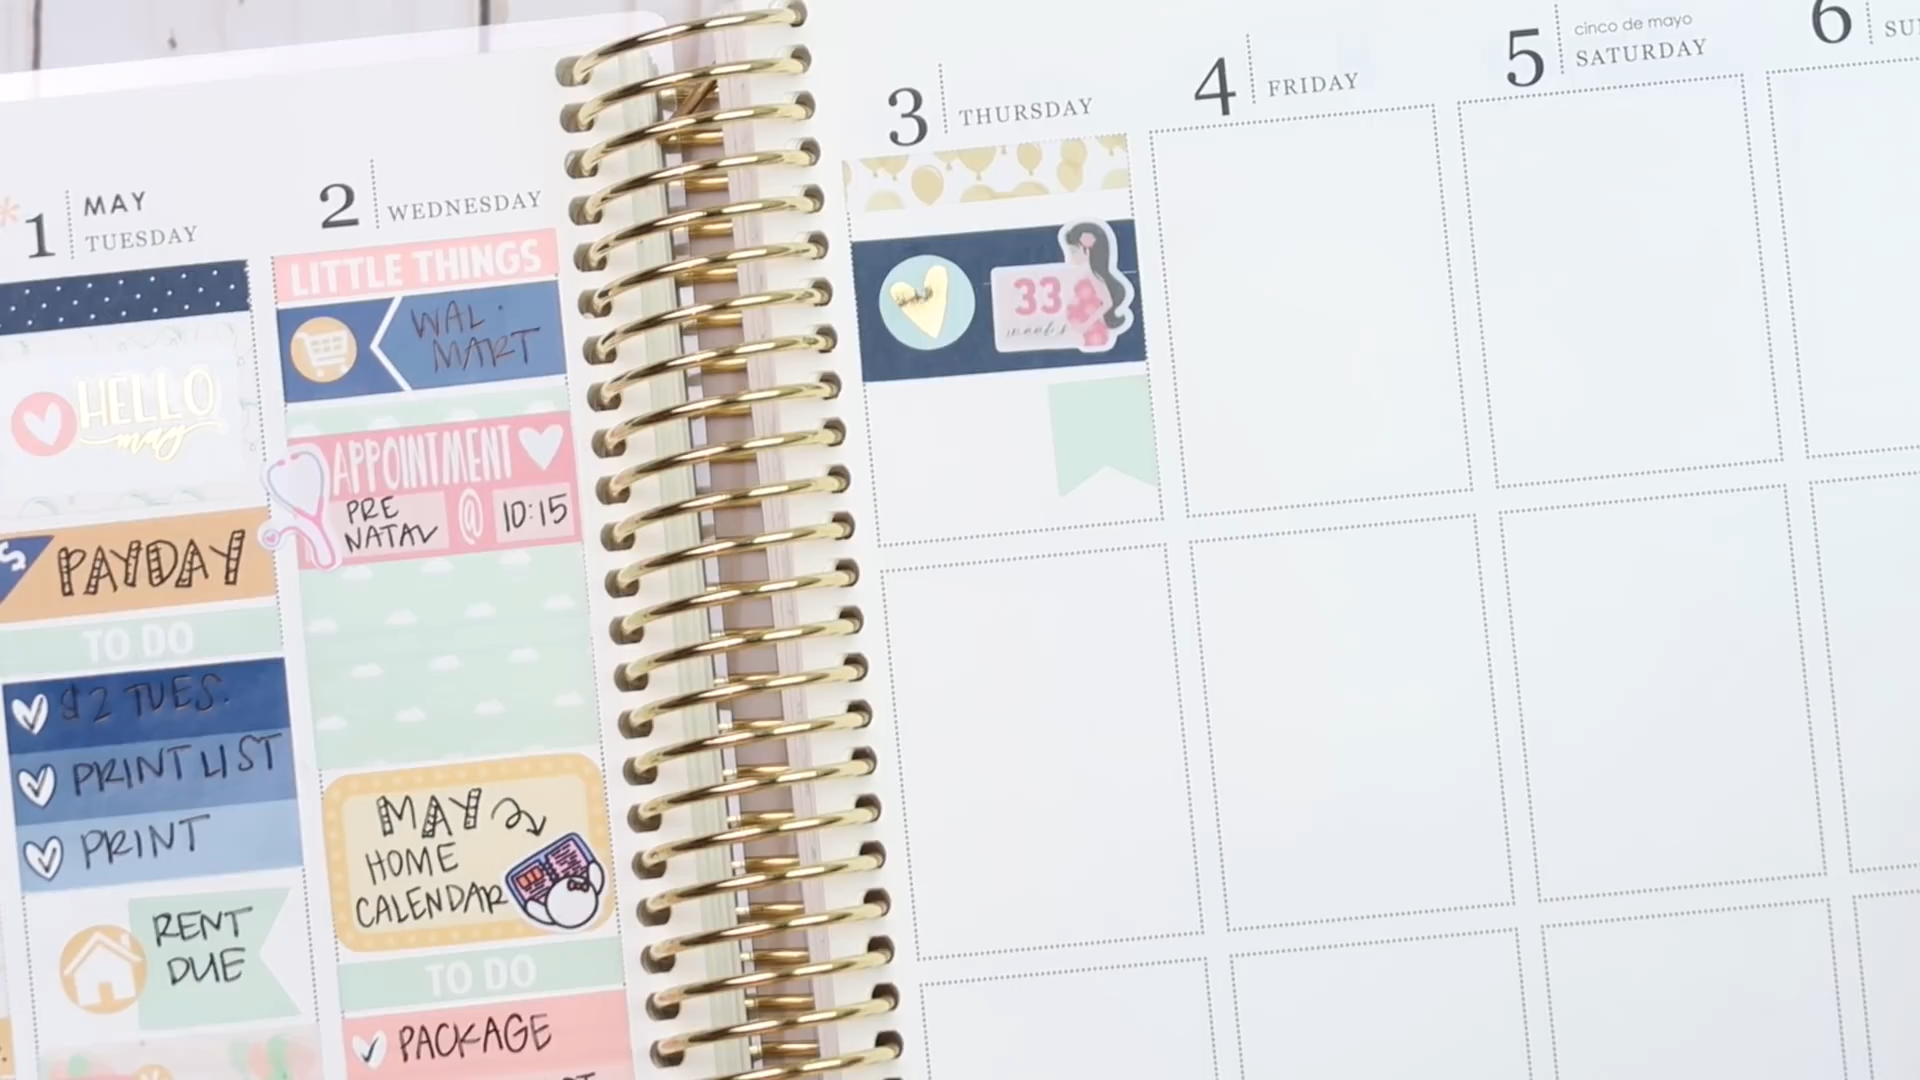 1
MAY
TUESDAY
HELLO
may
$
PAYDAY
TO DO
$2 TUES.
PRINT LIST
PRINT
RENT
DUE
2
WEDNESDAY
LITTLE THINGS
WAL.
MART
APPOINTMENT
PRE
NATAL
@ 10:15
MAY
HOME
CALENDAR
TO DO
PACKAGE
3
THURSDAY
33
weeks
4
FRIDAY
5
cinco de mayo
SATURDAY
6
SU